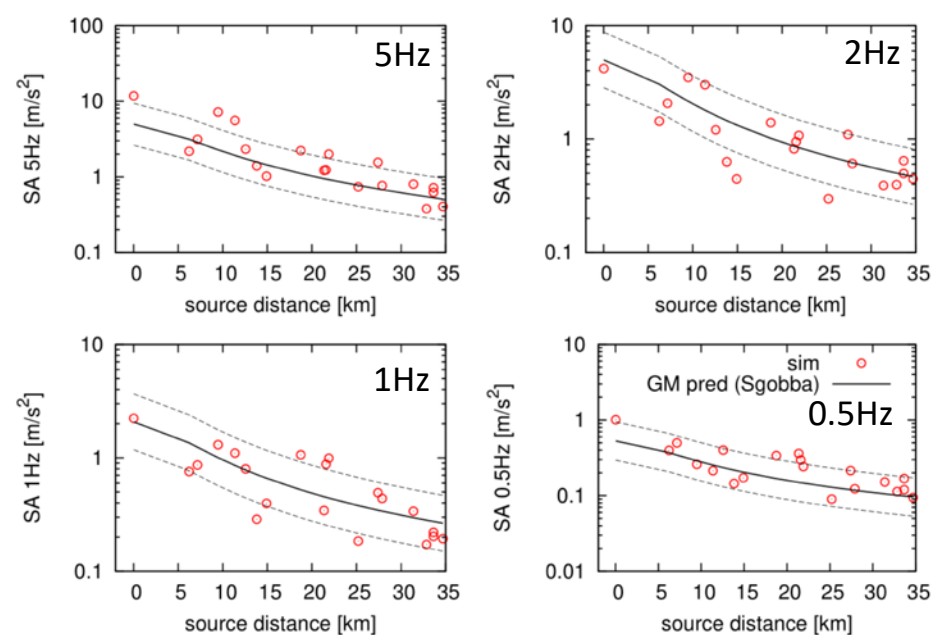 100
10
1
0.1
SA 5Hz [m/s²]
5Hz
0 5 10 15 20 25 30 35
source distance [km]
10
1
0.1
SA 2Hz [m/s²]
2Hz
0 5 10 15 20 25 30 35
source distance [km]
10
1
0.1
SA 1Hz [m/s²]
1Hz
0 5 10 15 20 25 30 35
source distance [km]
10
1
0.1
0.01
SA 0.5Hz [m/s²]
sim
GM pred (Sgobba)
0.5Hz
0 5 10 15 20 25 30 35
source distance [km]